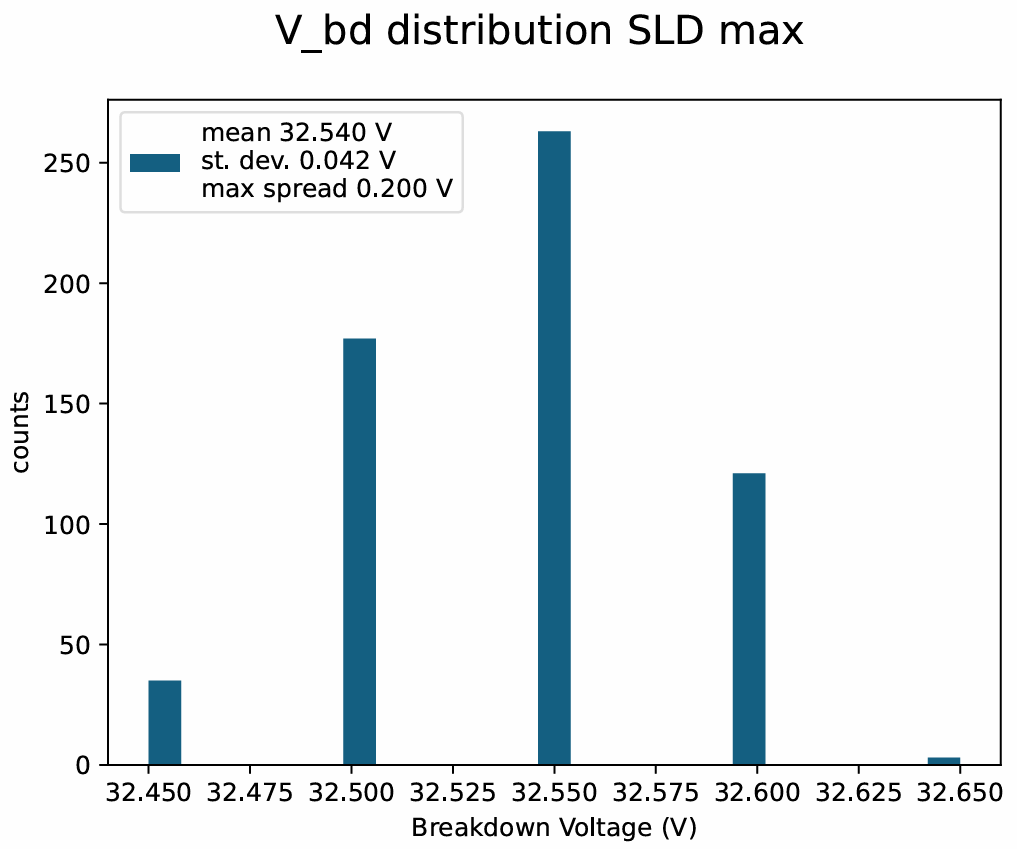 V_bd distribution SLD max
mean 32.540 V
st. dev. 0.042 V
max spread 0.200 V
250
200
150
100
50
0
counts
32.450 32.475 32.500 32.525 32.550 32.575 32.600 32.625 32.650
Breakdown Voltage (V)